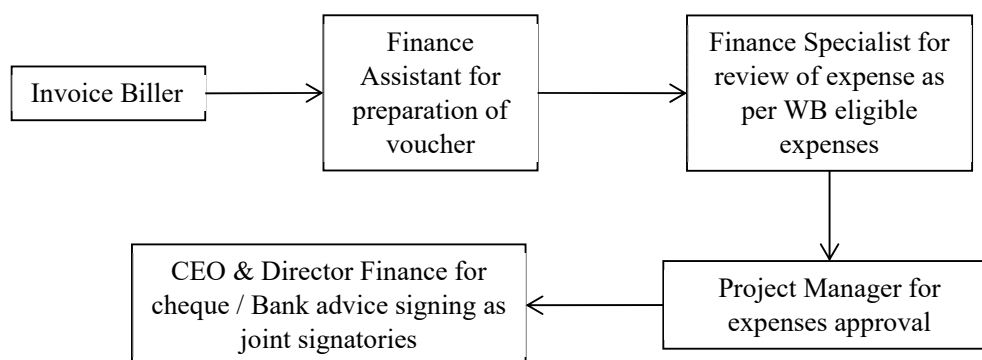 Invoice Biller
Finance
Assistant for
preparation of
voucher
Finance Specialist for
review of expense as
per WB eligible
expenses
Project Manager for
expenses approval
CEO & Director Finance for
cheque / Bank advice signing as
joint signatories